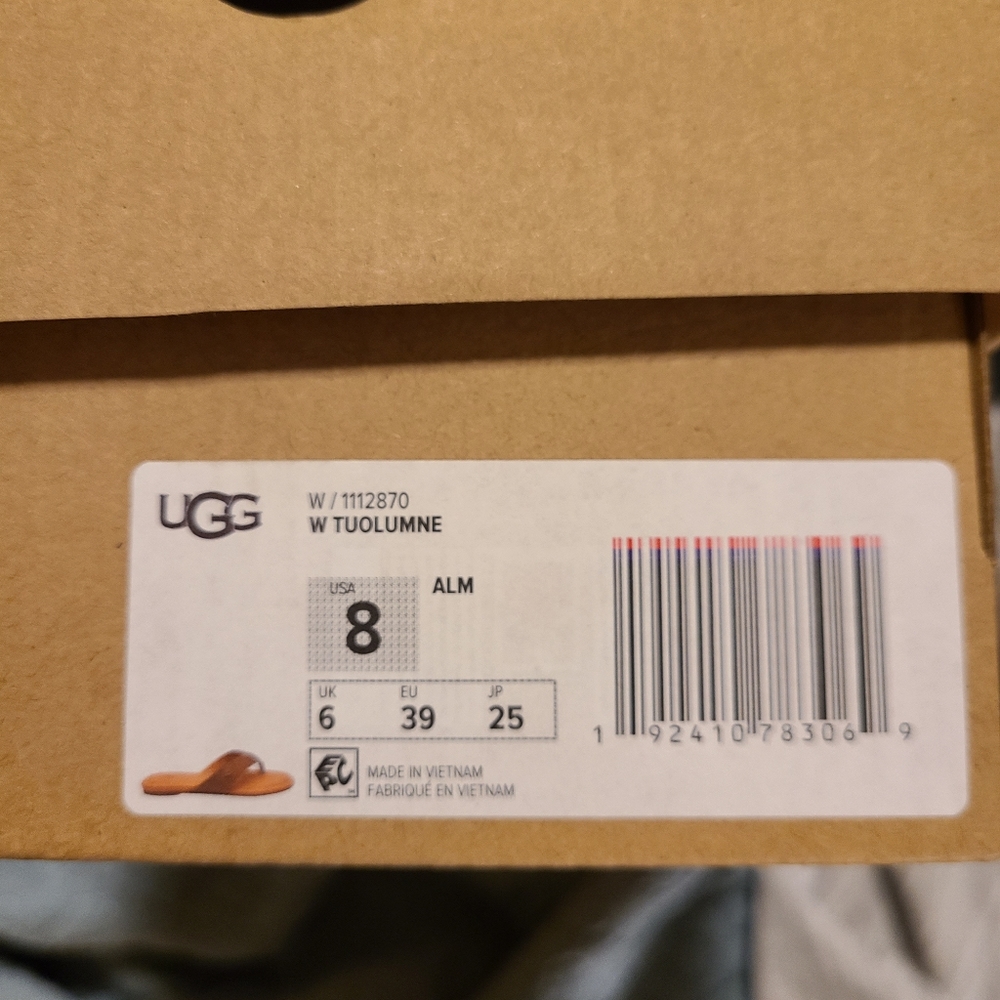 UGG
W / 1112870
W TUOLUMNE
USA
8
ALM
UK EU JP
6 39 25
MADE IN VIETNAM
FABRIQUÉ EN VIETNAM
1 92410 78306 9